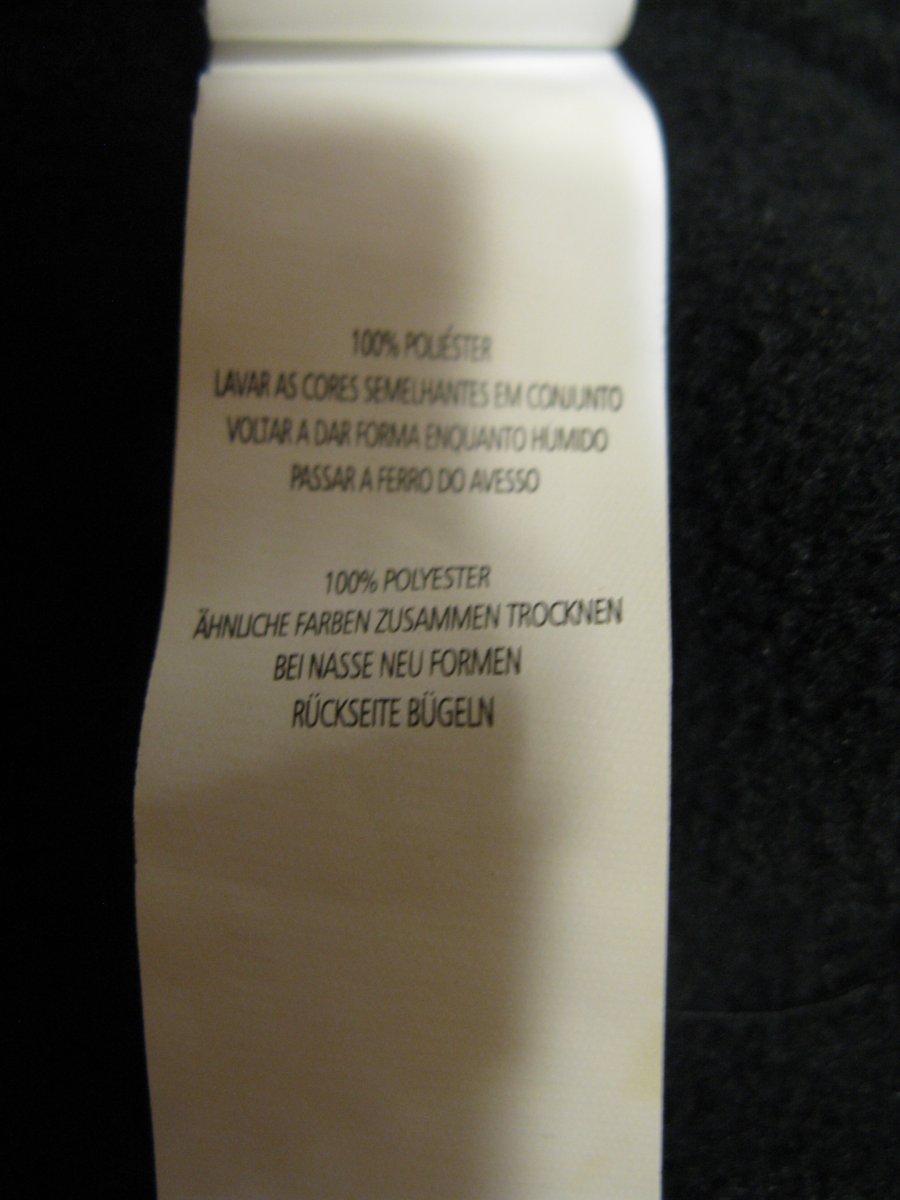 100% POLIÉSTER
LAVAR AS CORES SEMELHANTES EM CONJUNTO
VOLTAR A DAR FORMA ENQUANTO HÚMIDO
PASSAR A FERRO DO AVESSO
100% POLYESTER
ÄHNLICHE FARBEN ZUSAMMEN TROCKNEN
BEI NASSE NEU FORMEN
RÜCKSEITE BÜGELN